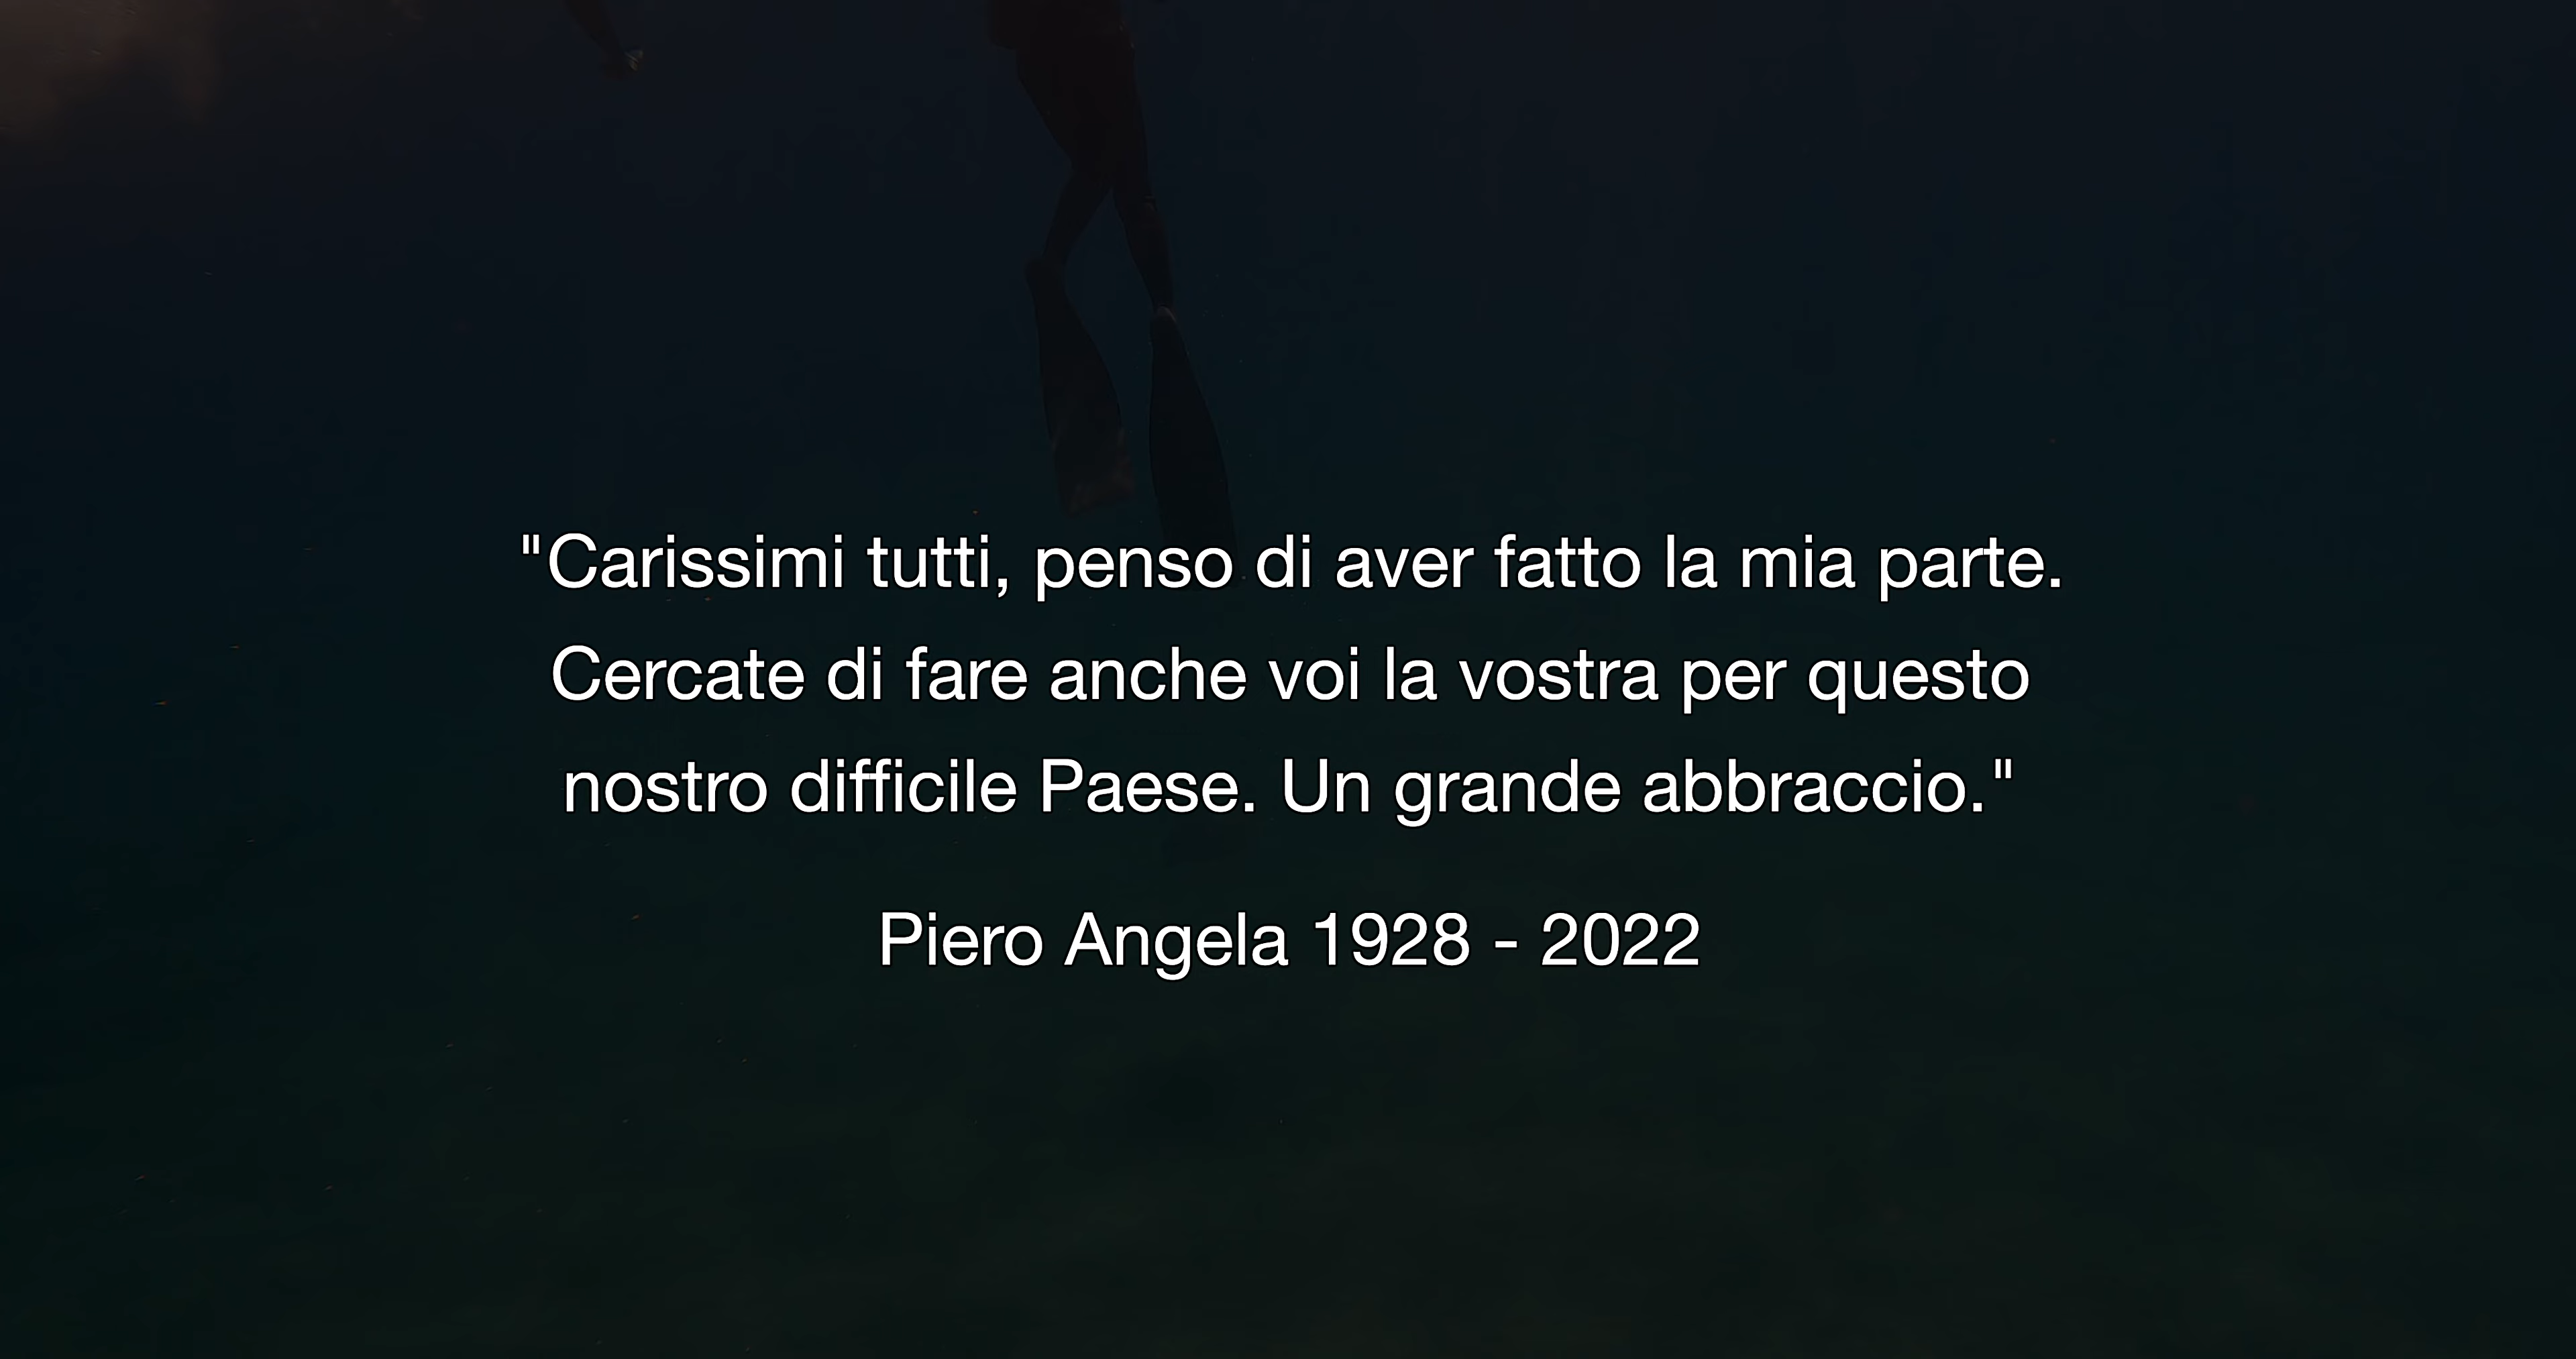 "Carissimi tutti, penso di aver fatto la mia parte.
Cercate di fare anche voi la vostra per questo
nostro difficile Paese. Un grande abbraccio."
Piero Angela 1928 - 2022